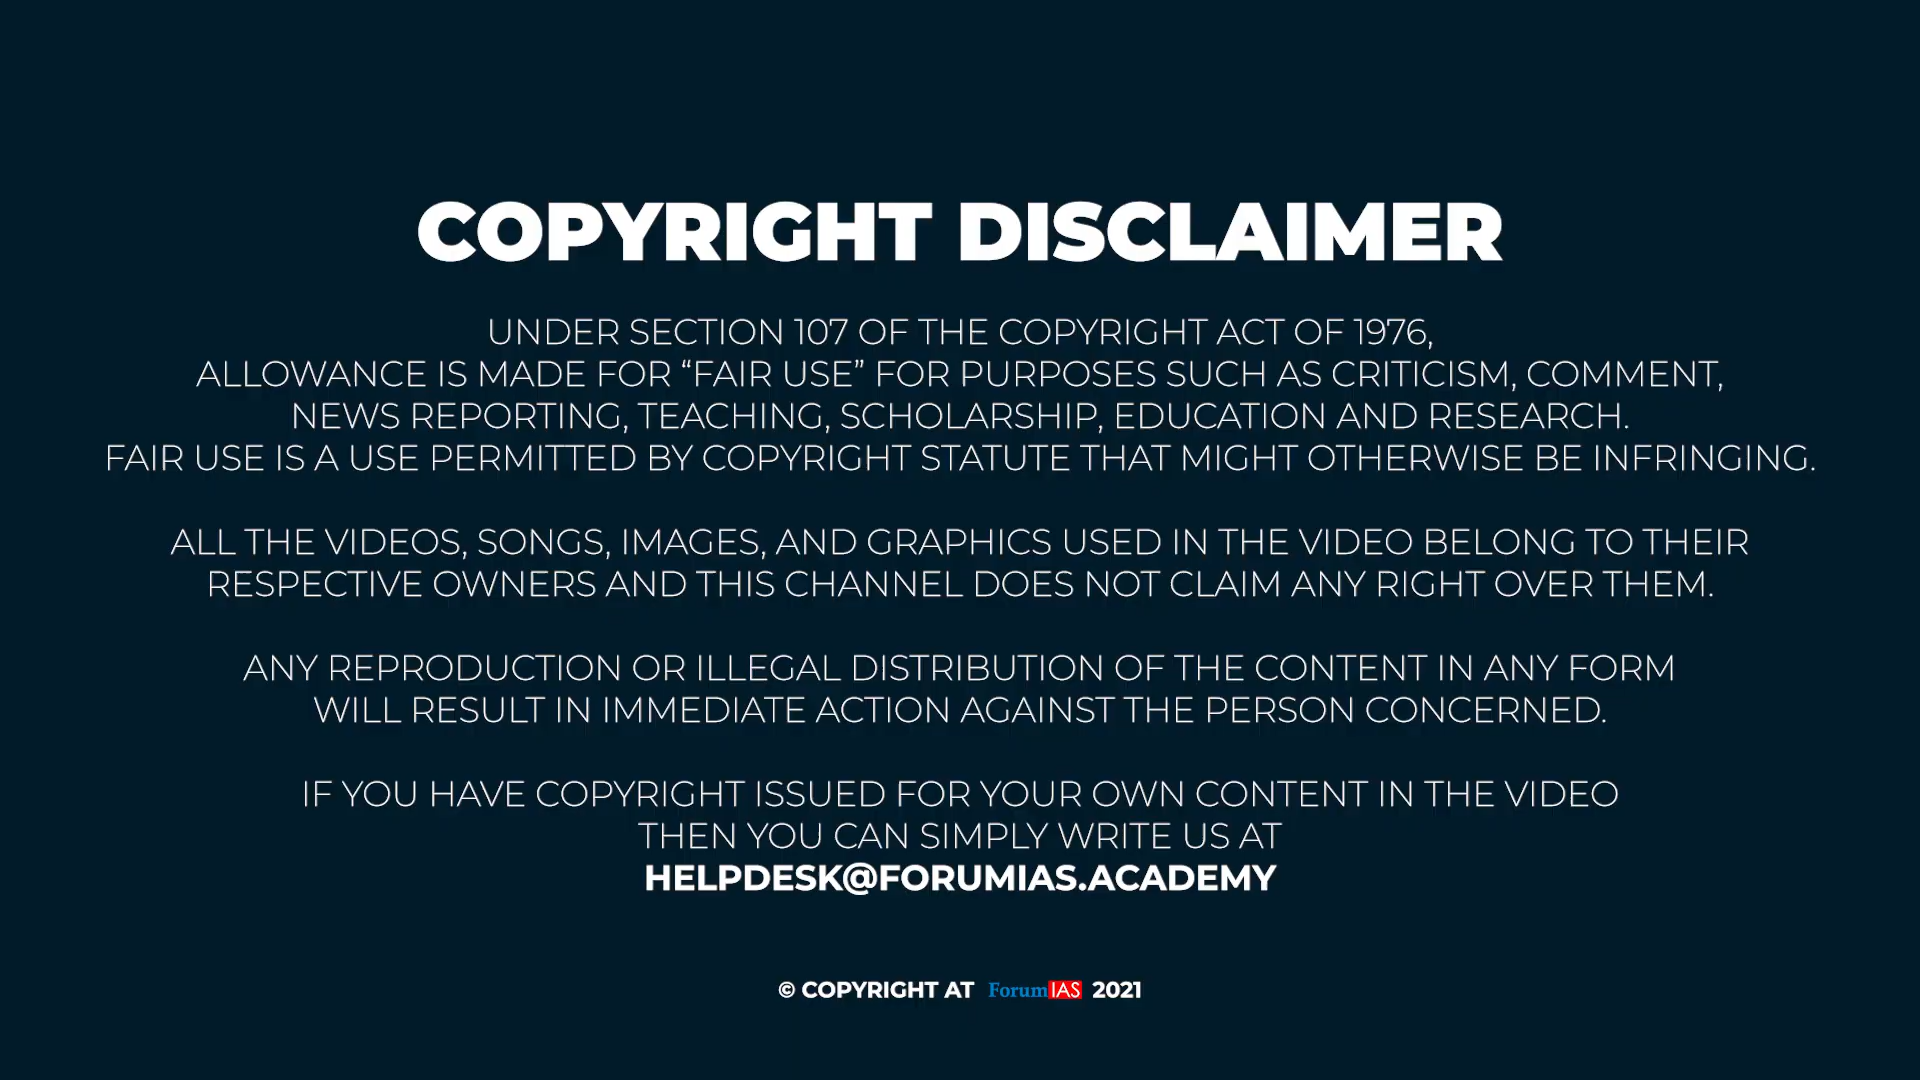 COPYRIGHT DISCLAIMER
UNDER SECTION 107 OF THE COPYRIGHT ACT OF 1976,
ALLOWANCE IS MADE FOR “FAIR USE” FOR PURPOSES SUCH AS CRITICISM, COMMENT,
NEWS REPORTING, TEACHING, SCHOLARSHIP, EDUCATION AND RESEARCH.
FAIR USE IS A USE PERMITTED BY COPYRIGHT STATUTE THAT MIGHT OTHERWISE BE INFRINGING.
ALL THE VIDEOS, SONGS, IMAGES, AND GRAPHICS USED IN THE VIDEO BELONG TO THEIR
RESPECTIVE OWNERS AND THIS CHANNEL DOES NOT CLAIM ANY RIGHT OVER THEM.
ANY REPRODUCTION OR ILLEGAL DISTRIBUTION OF THE CONTENT IN ANY FORM
WILL RESULT IN IMMEDIATE ACTION AGAINST THE PERSON CONCERNED.
IF YOU HAVE COPYRIGHT ISSUED FOR YOUR OWN CONTENT IN THE VIDEO
THEN YOU CAN SIMPLY WRITE US AT
HELPDESK@FORUMIAS.ACADEMY
© COPYRIGHT AT ForumIAS 2021